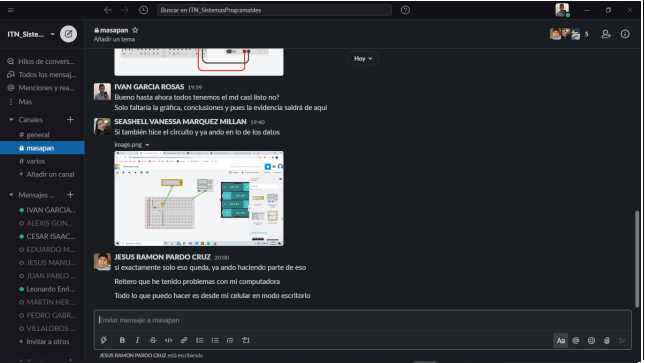 Buscar en ITN_SistemasProgramables
ITN_Siste...
masapan
Añadir un tema
5
Hilos de convers...
Todos los mensaj...
Menciones y rea...
Más
Canales
# general
masapan
# varios
+ Añadir un canal
Mensajes ...
IVAN GARCIA...
ALEXIS GON...
CESAR ISAAC...
EDUARDO M...
JESUS MANU...
JUAN PABLO ...
Leonardo Enri...
MARTIN HER...
PEDRO GABR...
VILLALOBOS ...
+ Invitar a otros
Hoy
IVAN GARCIA ROSAS 19:39
Bueno hasta ahora todos tenemos el md casi listo no?
Solo faltaría la gráfica, conclusiones y pues la evidencia saldrá de aquí
SEASHELL VANESSA MARQUEZ MILLAN 19:40
Si también hice el circuito y ya ando en lo de los datos
image.png
JESUS RAMON PARDO CRUZ 20:00
si exactamente solo eso queda, ya ando haciendo parte de eso
Reitero que he tenido problemas con mi computadora
Todo lo que puedo hacer es desde mi celular en modo escritorio
Enviar mensaje a masapan
JESUS RAMON PARDO CRUZ está escribiendo